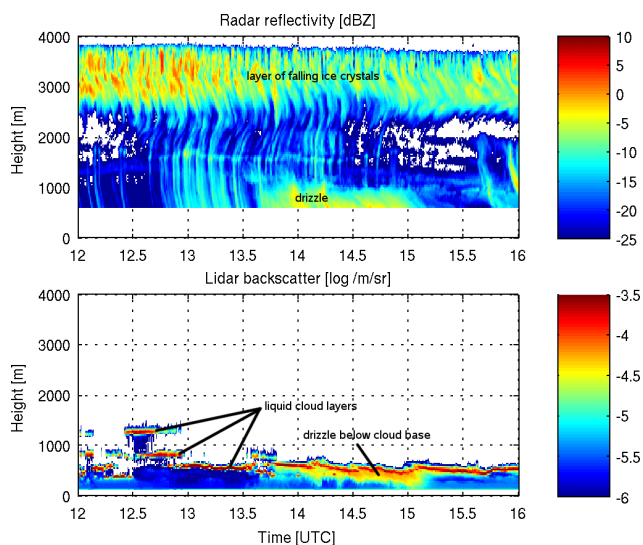 Radar reflectivity [dBZ]
4000
3000
2000
1000
0
Height [m]
layer of falling ice crystals
drizzle
12 12.5 13 13.5 14 14.5 15 15.5 16
10
5
0
-5
-10
-15
-20
-25
Lidar backscatter [log /m/sr]
4000
3000
2000
1000
0
Height [m]
liquid cloud layers
drizzle below cloud base
12 12.5 13 13.5 14 14.5 15 15.5 16
Time [UTC]
-3.5
-4
-4.5
-5
-5.5
-6